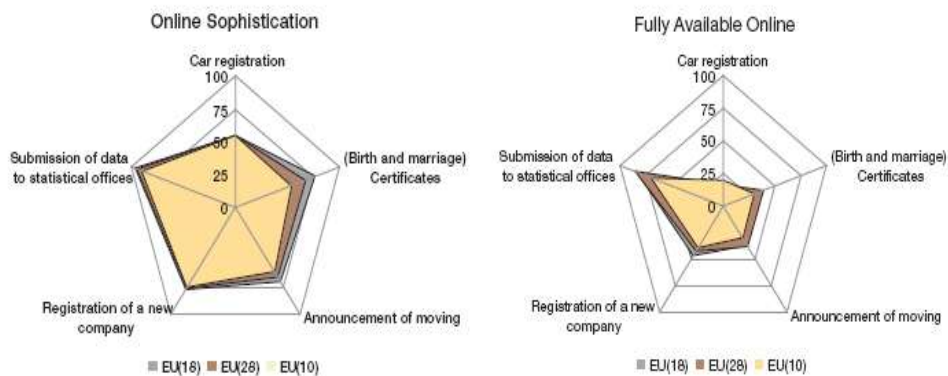 Online Sophistication
Car registration
100
75
50
25
0
Submission of data
to statistical offices
(Birth and marriage)
Certificates
Registration of a new
company
Announcement of moving
EU(18) EU(28) EU(10)
Fully Available Online
Car registration
100
75
50
25
0
Submission of data
to statistical offices
(Birth and marriage)
Certificates
Registration of a new
company
Announcement of moving
EU(18) EU(28) EU(10)